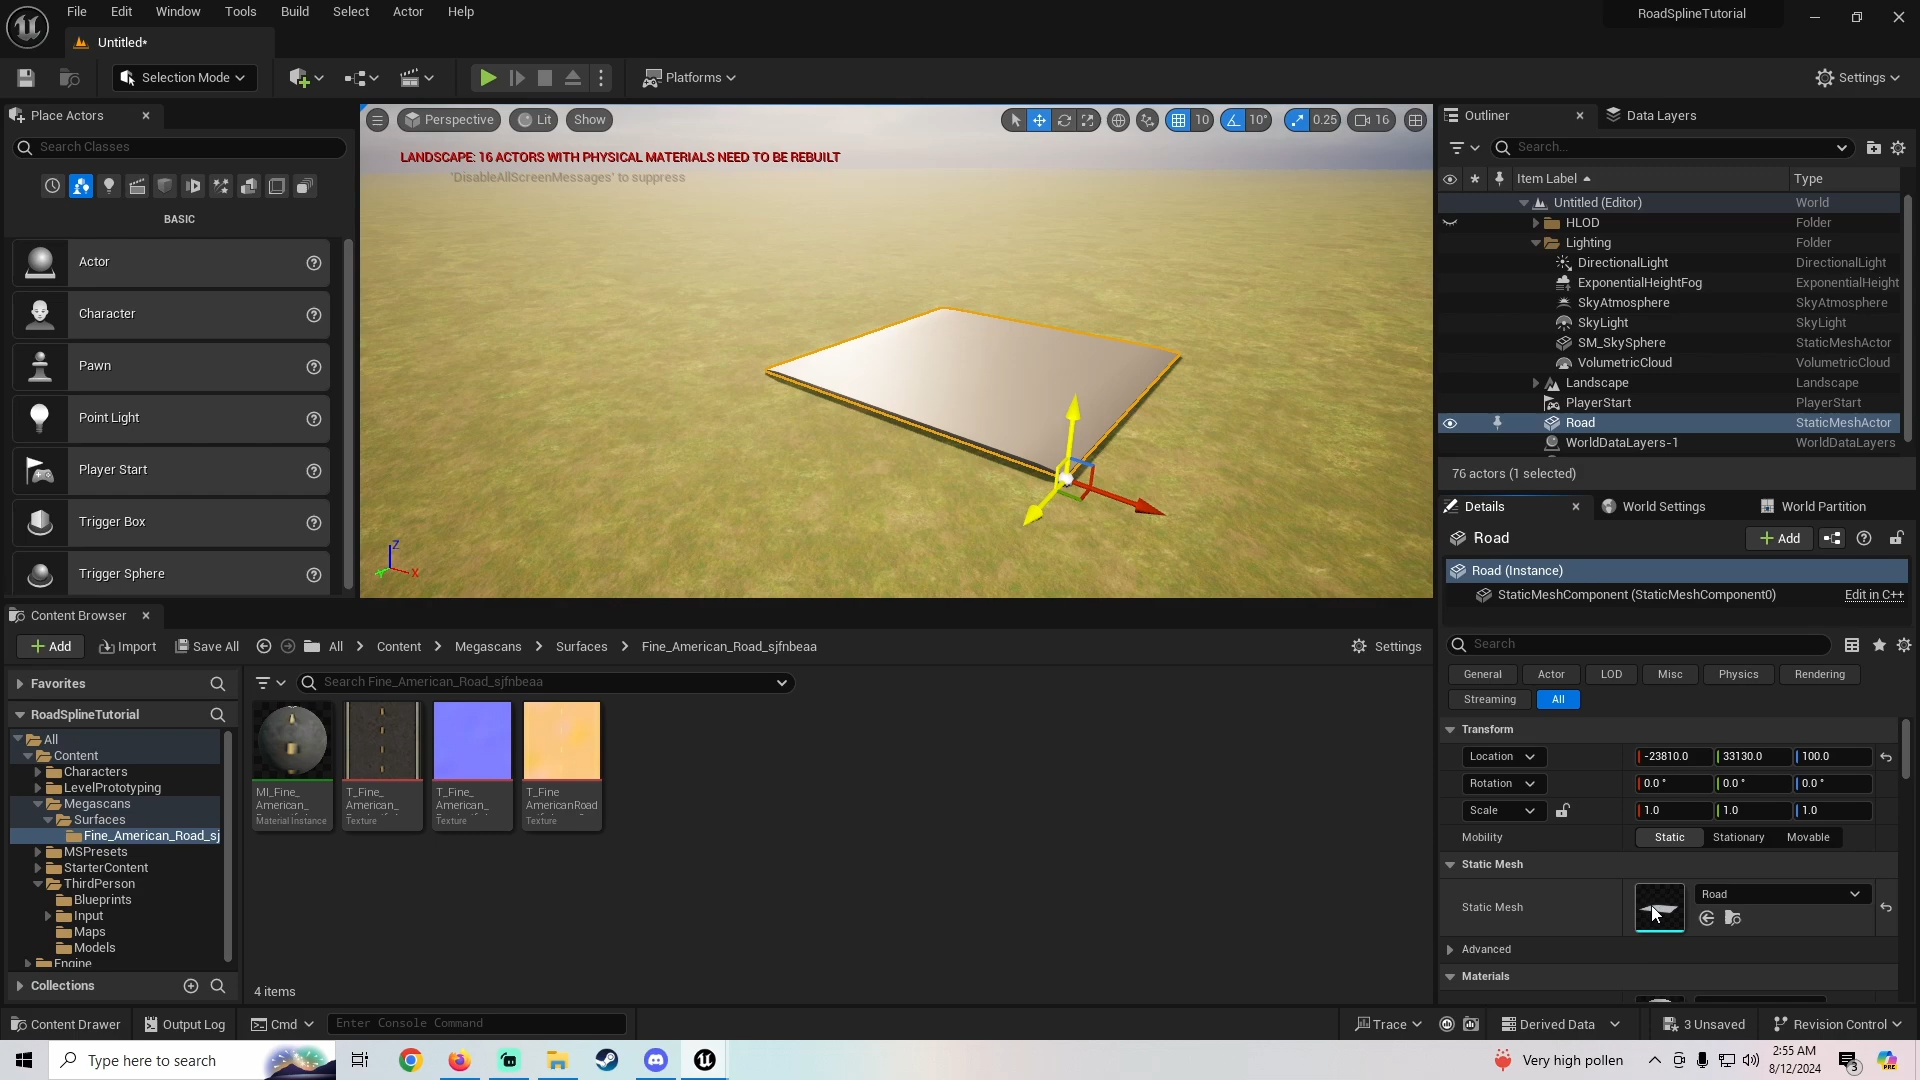 File Edit Window Tools Build Select Actor Help
RoadSplineTutorial
Untitled*
Selection Mode
Platforms
Settings
Place Actors
Search Classes
BASIC
Actor
Character
Pawn
Point Light
Player Start
Trigger Box
Trigger Sphere
Perspective
Lit
Show
10
10°
0.25
16
LANDSCAPE: 16 ACTORS WITH PHYSICAL MATERIALS NEED TO BE REBUILT
'DisableAllScreenMessages' to suppress
Z
X
Y
Outliner
Data Layers
Search...
Item Label
Type
Untitled (Editor) World
HLOD Folder
Lighting Folder
DirectionalLight DirectionalLight
ExponentialHeightFog ExponentialHeight
SkyAtmosphere SkyAtmosphere
SkyLight SkyLight
SM_SkySphere StaticMeshActor
VolumetricCloud VolumetricCloud
Landscape Landscape
PlayerStart PlayerStart
Road StaticMeshActor
WorldDataLayers-1 WorldDataLayers
76 actors (1 selected)
Details
World Settings
World Partition
Road
Add
Road (Instance)
StaticMeshComponent (StaticMeshComponent0)
Edit in C++
Search
General
Actor
LOD
Misc
Physics
Rendering
Streaming
All
Transform
Location -23810.0 33130.0 100.0
Rotation 0.0 ° 0.0 ° 0.0 °
Scale 1.0 1.0 1.0
Mobility Static Stationary Movable
Static Mesh
Static Mesh Road
Advanced
Materials
Content Browser
Add
Import
Save All
All
Content
Megascans
Surfaces
Fine_American_Road_sjfnbeaa
Settings
Favorites
RoadSplineTutorial
All
Content
Characters
LevelPrototyping
Megascans
Surfaces
Fine_American_Road_sj
MSPresets
StarterContent
ThirdPerson
Blueprints
Input
Maps
Models
Engine
Collections
Search Fine_American_Road_sjfnbeaa
MI_Fine_
American_
Material Instance
T_Fine_
American_
Texture
T_Fine_
American_
Texture
T_Fine
AmericanRoad
Texture
4 items
Content Drawer
Output Log
Cmd
Enter Console Command
Trace
Derived Data
3 Unsaved
Revision Control
Type here to search
Very high pollen
2:55 AM
8/12/2024
3
PRE